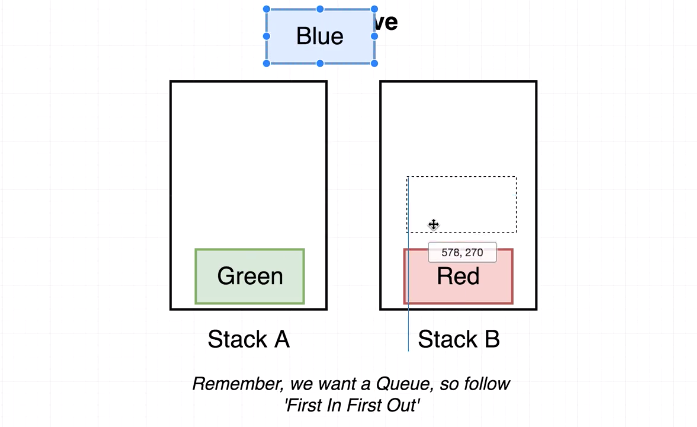 Blue
ve
578, 270
Green
Red
Stack A
Stack B
Remember, we want a Queue, so follow
'First In First Out'